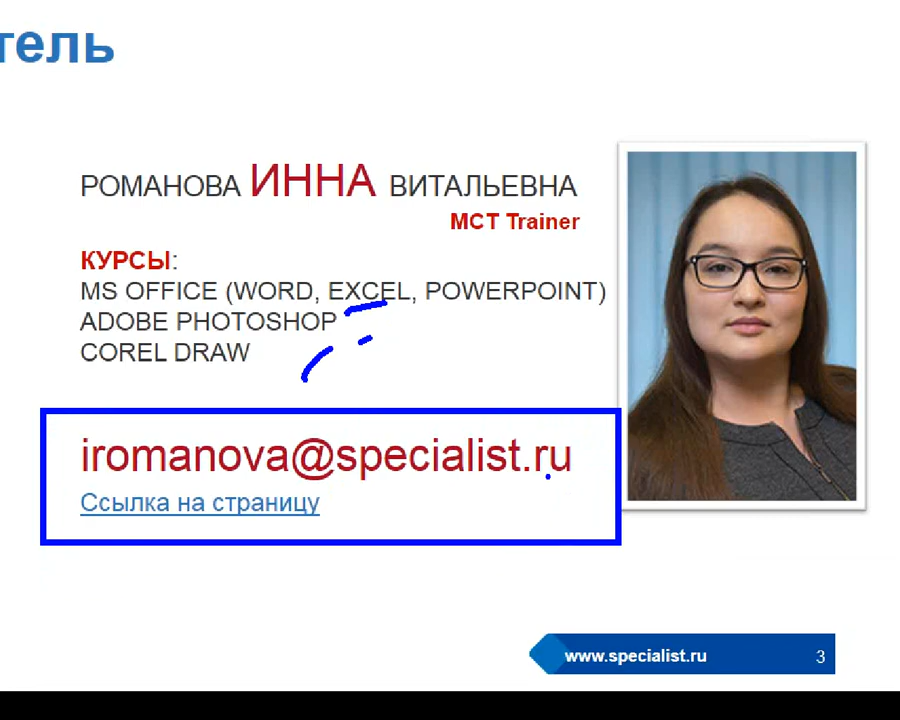 тель
РОМАНОВА ИННА ВИТАЛЬЕВНА
MCT Trainer
КУРСЫ:
MS OFFICE (WORD, EXCEL, POWERPOINT)
ADOBE PHOTOSHOP
COREL DRAW
iromanova@specialist.ru
Ссылка на страницу
www.specialist.ru 3